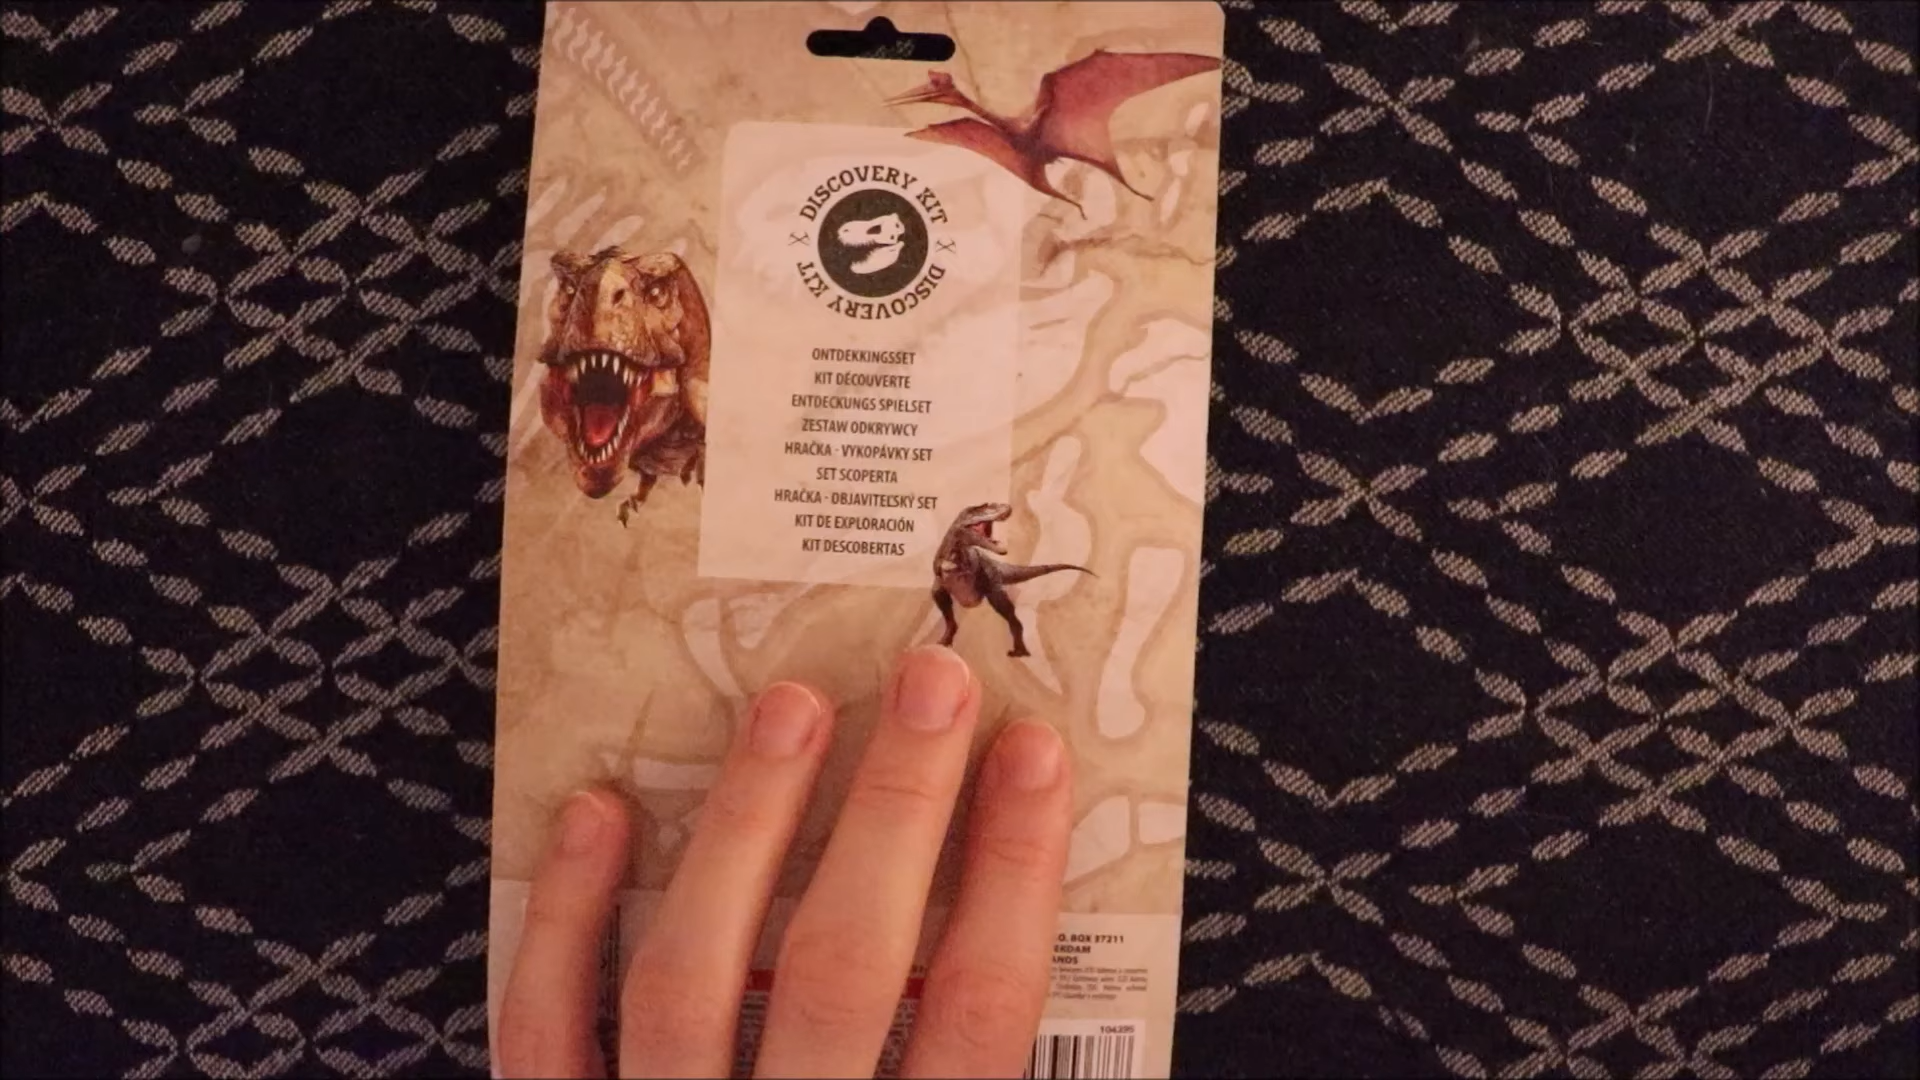 DISCOVERY KIT
DISCOVERY KIT
ONTDEKKINGSSET
KIT DÉCOUVERTE
ENTDECKUNGS SPIELSET
ZESTAW ODKRYWCY
HRAČKA - VYKOPÁVKY SET
SET SCOPERTA
HRAČKA - OBJAVITEĽSKÝ SET
KIT DE EXPLORACIÓN
KIT DESCOBERTAS
O. BOX 37211
ERDAM
ANDS
104395